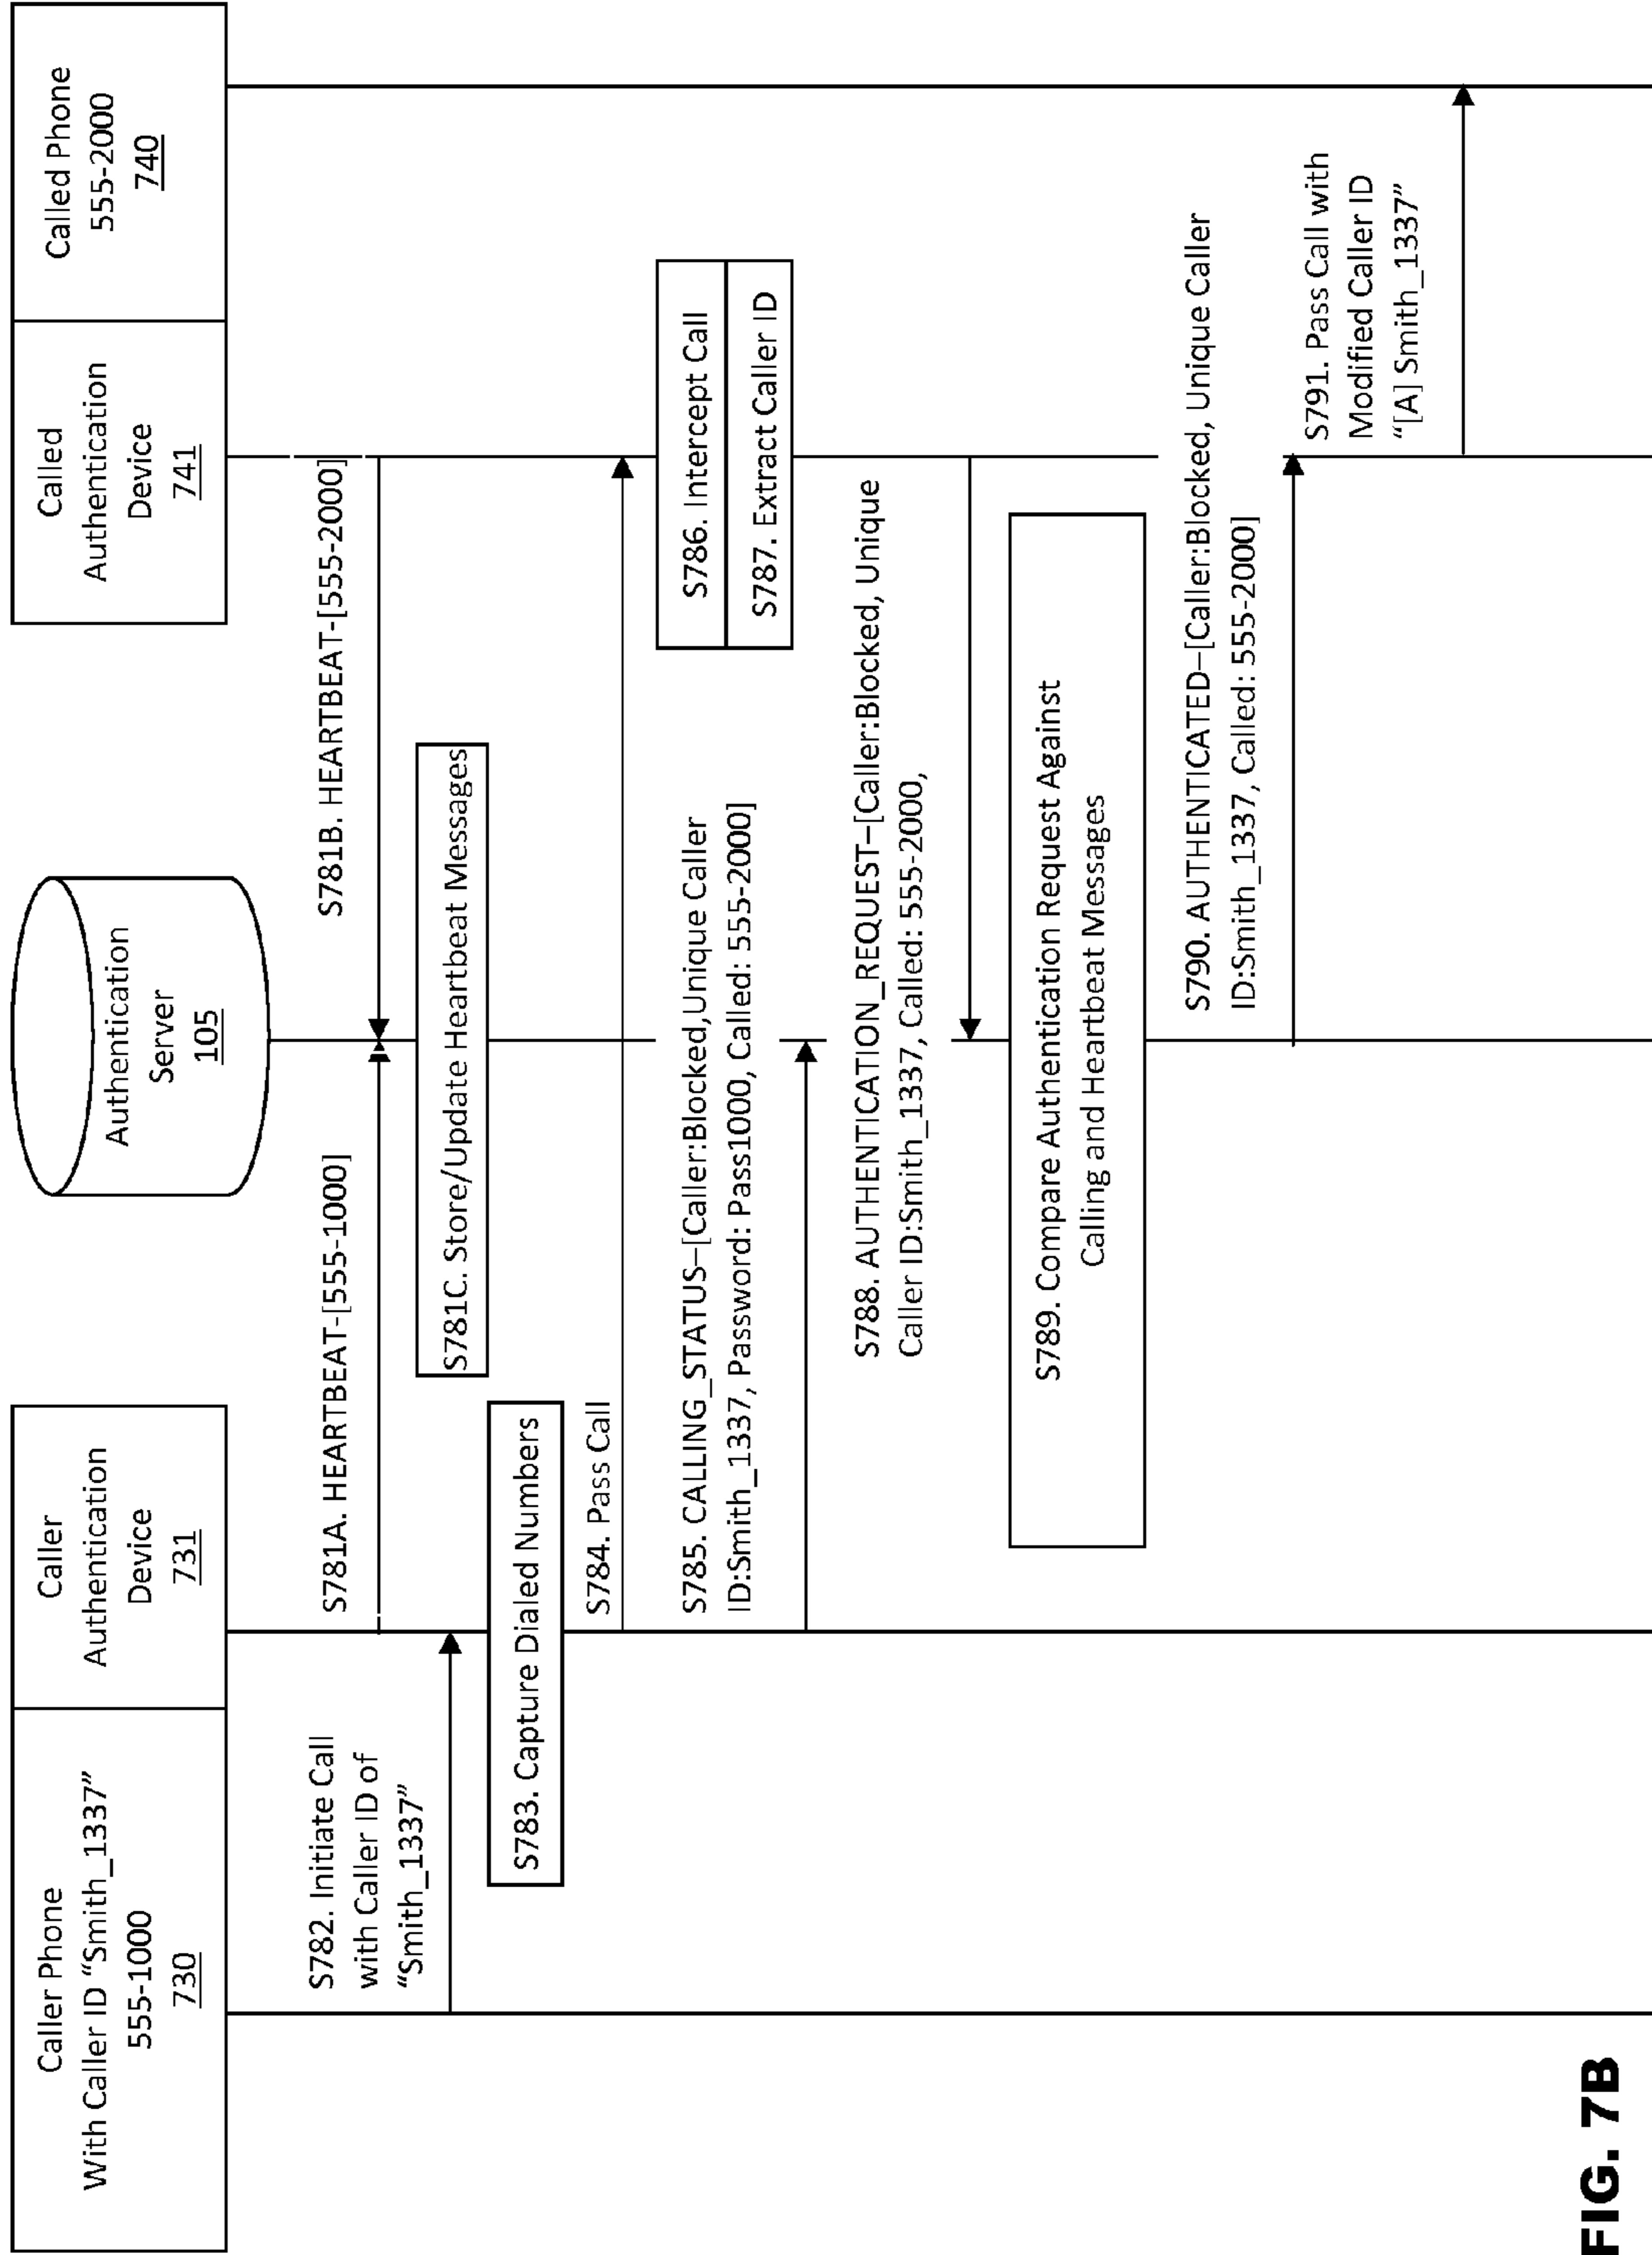 Caller Phone
With Caller ID “Smith_1337”
555-1000
730
Caller
Authentication
Device
731
Authentication
Server
105
Called
Authentication
Device
741
Called Phone
555-2000
740
S781A. HEARTBEAT-[555-1000]
S781B. HEARTBEAT-[555-2000]
S781C. Store/Update Heartbeat Messages
S782. Initiate Call
with Caller ID of
“Smith_1337”
S783. Capture Dialed Numbers
S784. Pass Call
S785. CALLING_STATUS–[Caller:Blocked,Unique Caller
ID:Smith_1337, Password: Pass1000, Called: 555-2000]
S786. Intercept Call
S787. Extract Caller ID
S788. AUTHENTICATION_REQUEST–[Caller:Blocked, Unique
Caller ID:Smith_1337, Called: 555-2000,
S789. Compare Authentication Request Against
Calling and Heartbeat Messages
S790. AUTHENTICATED–[Caller:Blocked, Unique Caller
ID:Smith_1337, Called: 555-2000]
S791. Pass Call with
Modified Caller ID
“[A] Smith_1337”
FIG. 7B